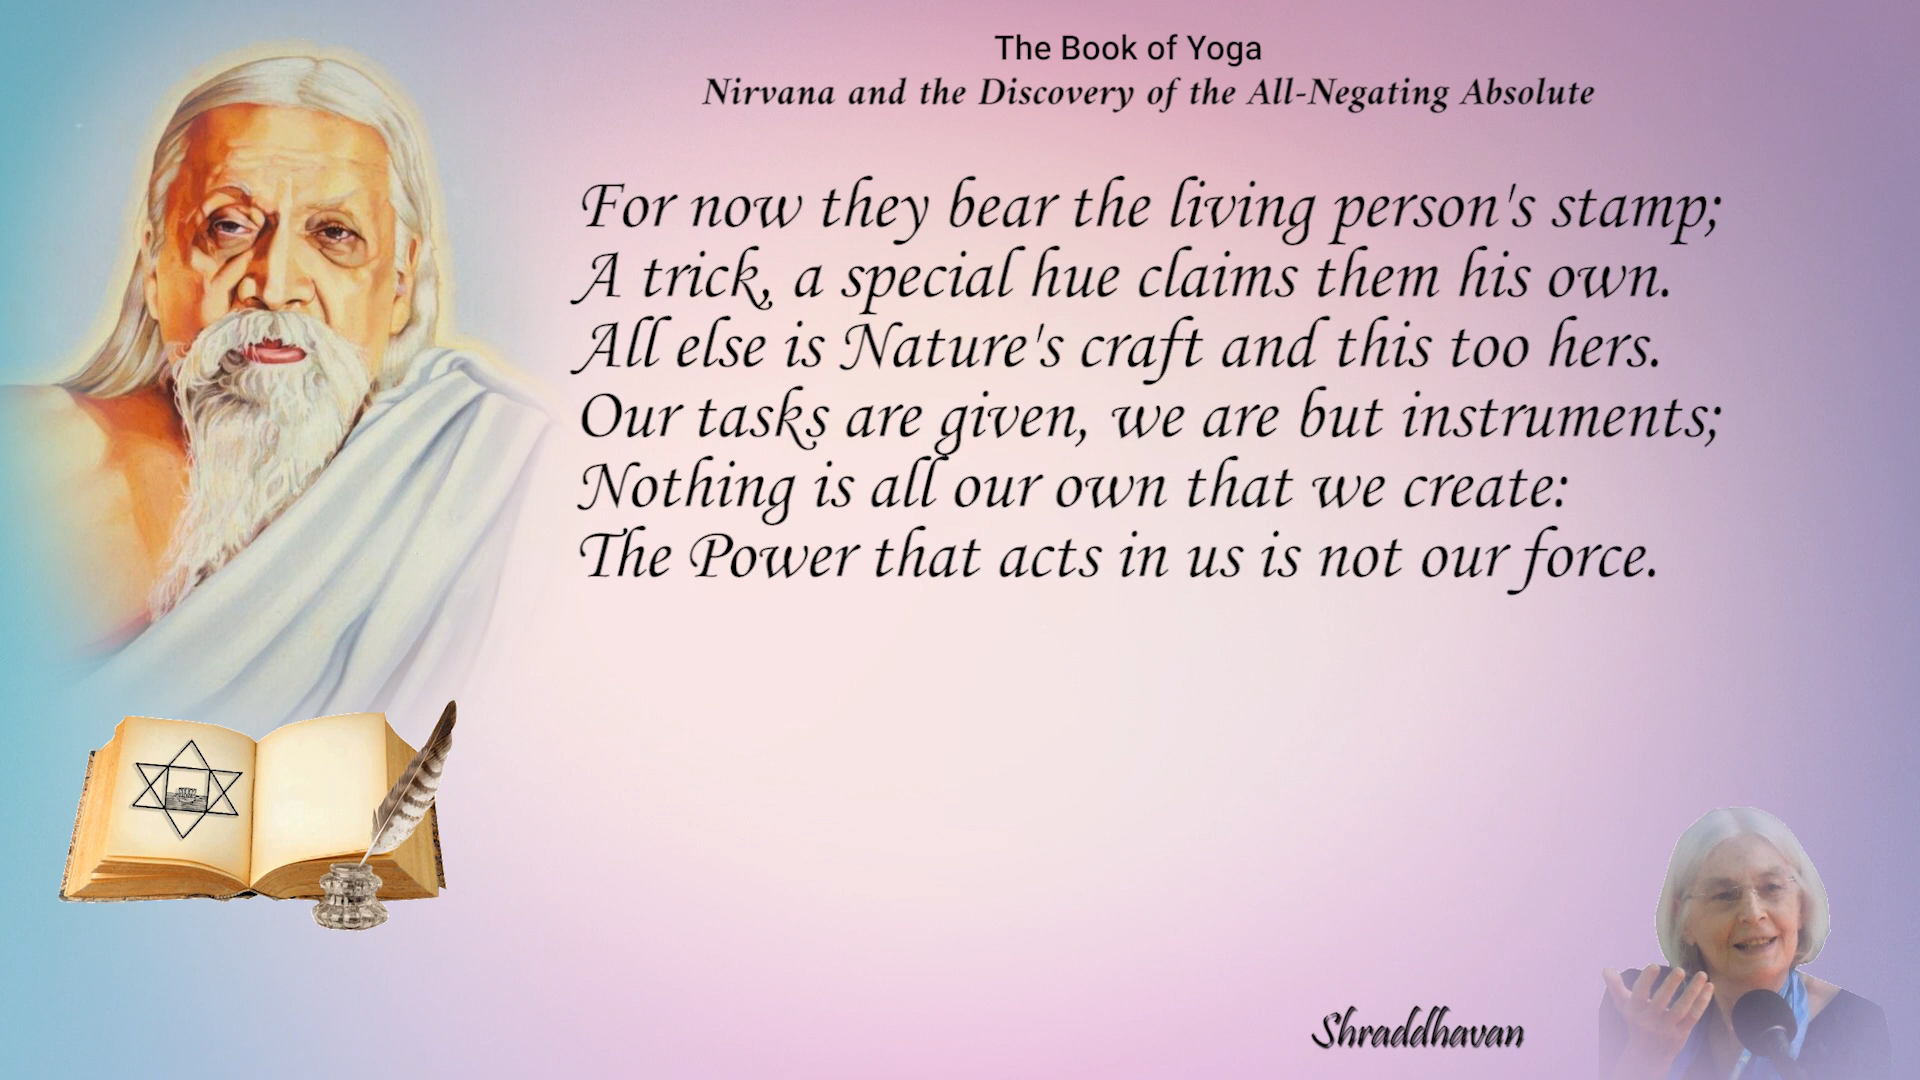 The Book of Yoga
Nirvana and the Discovery of the All-Negating Absolute
For now they bear the living person's stamp;
A trick, a special hue claims them his own.
All else is Nature's craft and this too hers.
Our tasks are given, we are but instruments;
Nothing is all our own that we create:
The Power that acts in us is not our force.
Shraddhavan